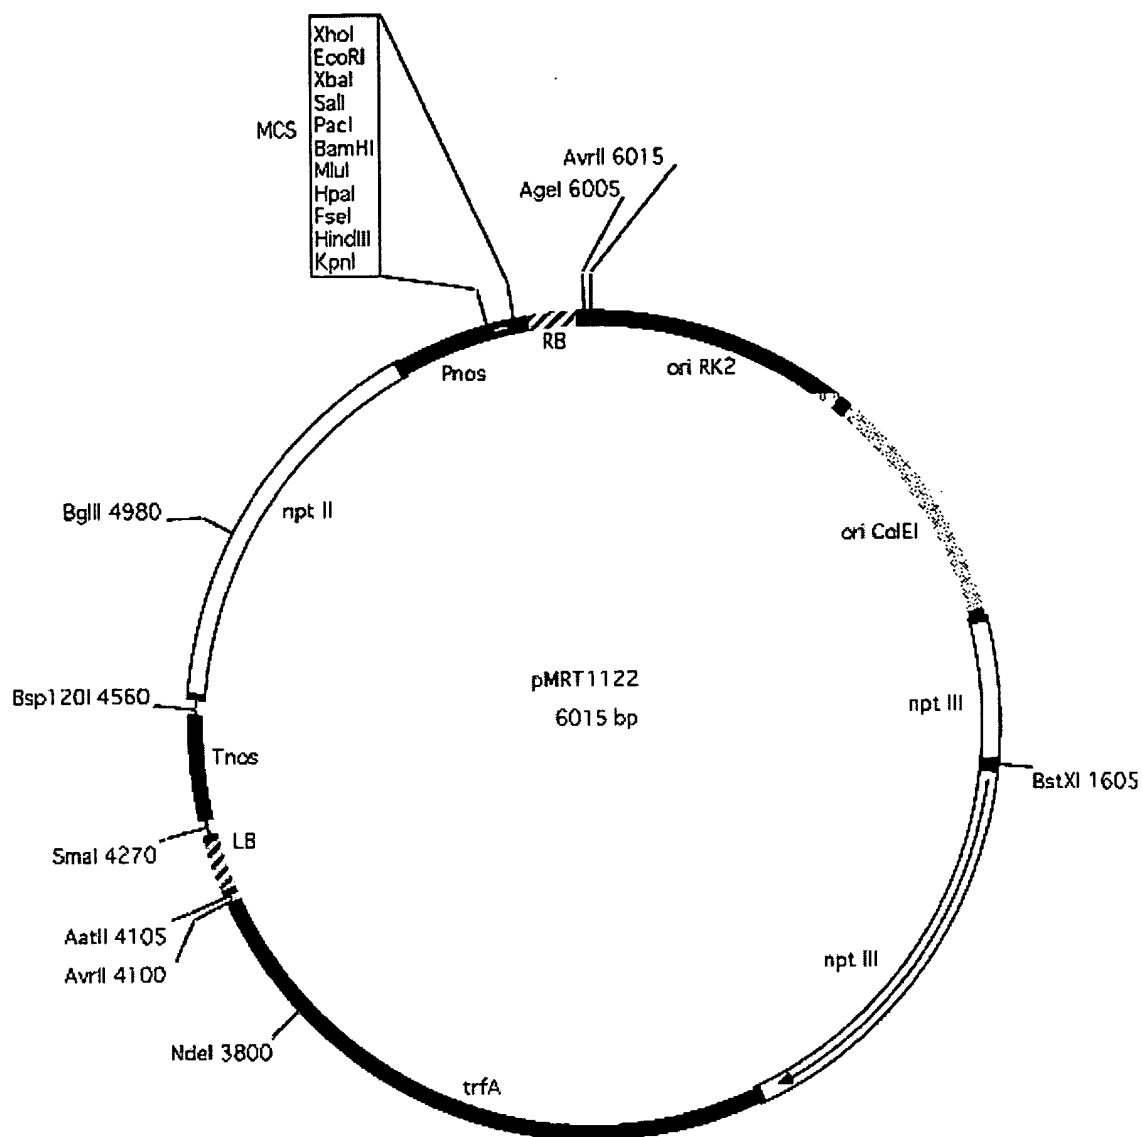 XhoI
EcoRI
XbaI
SalI
PacI
MCS
BamHI
MluI
HpaI
FseI
HindIII
KpnI
AvrII 6015
AgeI 6005
RB
Pnos
ori RK2
BglII 4980
npt II
ori ColEI
pMRT1122
6015 bp
Bsp120I 4560
npt III
Tnos
BstXI 1605
LB
SmaI 4270
AatII 4105
AvrII 4100
npt III
NdeI 3800
trfA